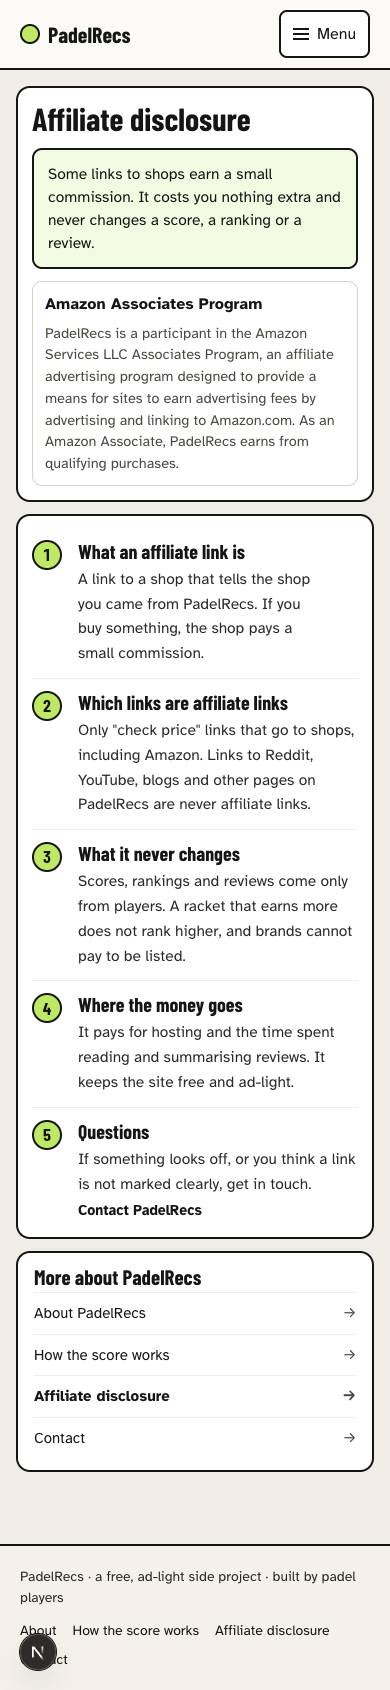 PadelRecs
Menu
Affiliate disclosure
Some links to shops earn a small
commission. It costs you nothing extra and
never changes a score, a ranking or a
review.
Amazon Associates Program
PadelRecs is a participant in the Amazon
Services LLC Associates Program, an affiliate
advertising program designed to provide a
means for sites to earn advertising fees by
advertising and linking to Amazon.com. As an
Amazon Associate, PadelRecs earns from
qualifying purchases.
1 What an affiliate link is
A link to a shop that tells the shop
you came from PadelRecs. If you
buy something, the shop pays a
small commission.
2 Which links are affiliate links
Only "check price" links that go to shops,
including Amazon. Links to Reddit,
YouTube, blogs and other pages on
PadelRecs are never affiliate links.
3 What it never changes
Scores, rankings and reviews come only
from players. A racket that earns more
does not rank higher, and brands cannot
pay to be listed.
4 Where the money goes
It pays for hosting and the time spent
reading and summarising reviews. It
keeps the site free and ad-light.
5 Questions
If something looks off, or you think a link
is not marked clearly, get in touch.
Contact PadelRecs
More about PadelRecs
About PadelRecs →
How the score works →
Affiliate disclosure →
Contact →
PadelRecs · a free, ad-light side project · built by padel
players
About How the score works Affiliate disclosure
N